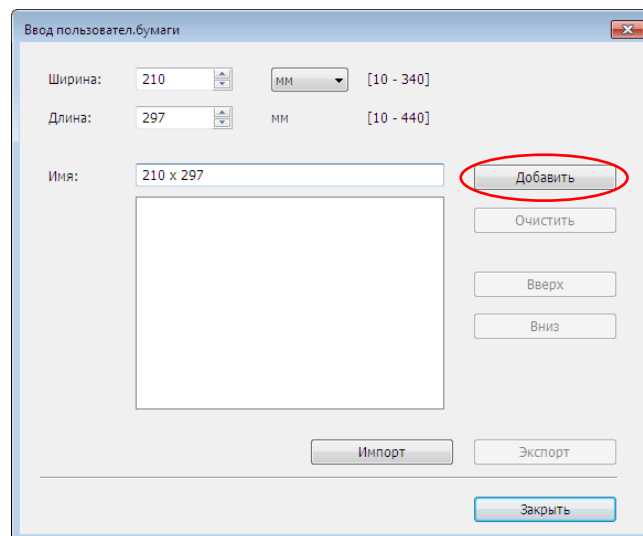 Ввод пользовател.бумаги
Ширина: 210 мм [10 - 340]
Длина: 297 мм [10 - 440]
Имя: 210 x 297 Добавить
Очистить
Вверх
Вниз
Импорт Экспорт
Закрыть